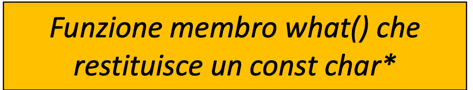 Funzione membro what() che
restituisce un const char*